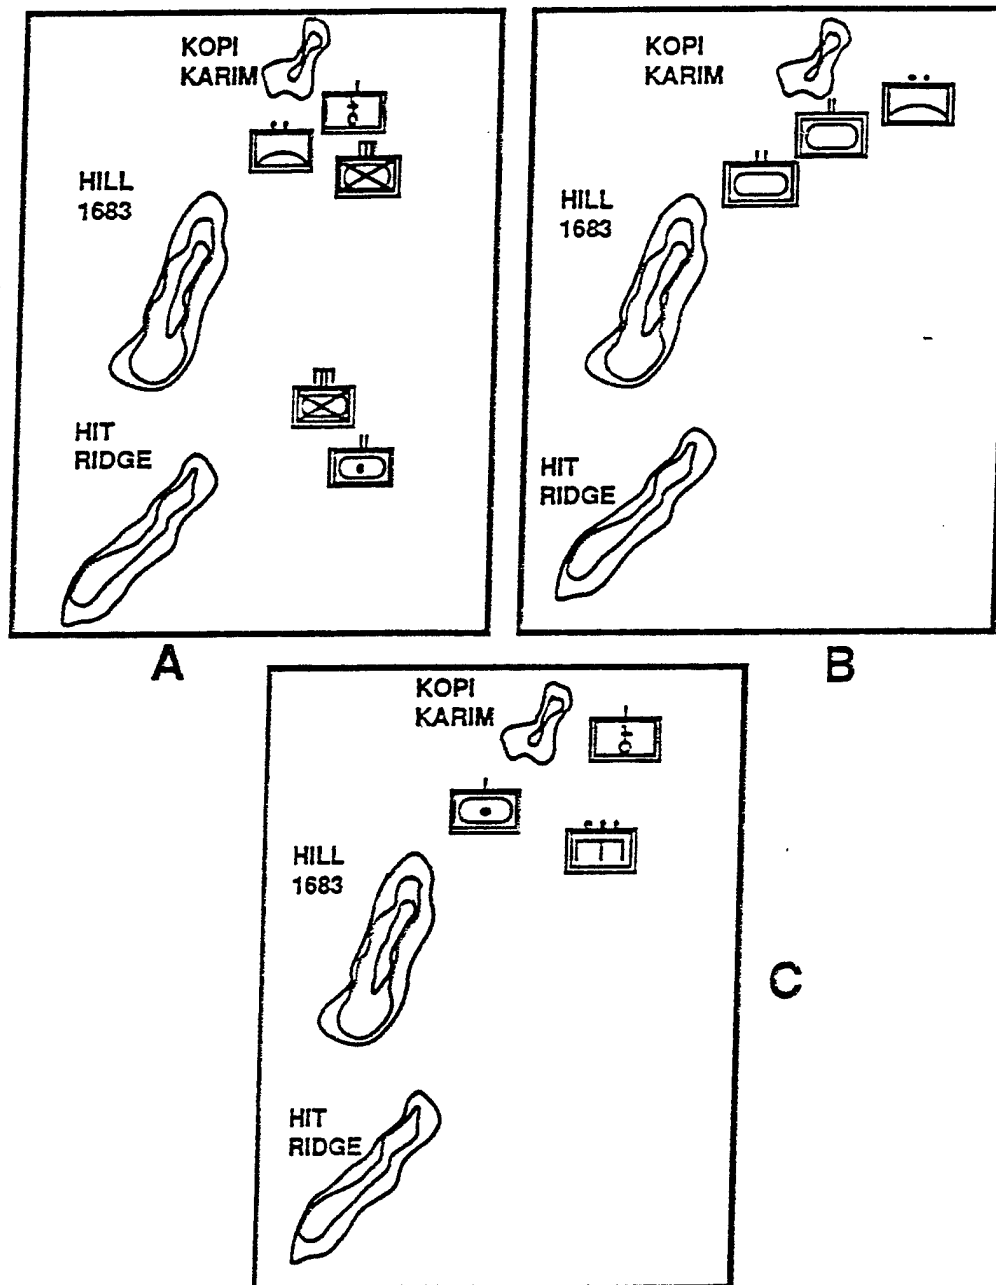 KOPI
KARIM
HILL
1683
HIT
RIDGE
A
KOPI
KARIM
HILL
1683
HIT
RIDGE
B
KOPI
KARIM
HILL
1683
HIT
RIDGE
C